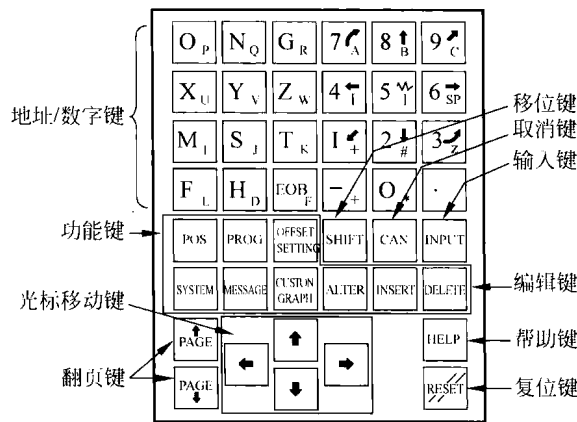 O P N Q G R 7 A 8 B 9 C
X U Y V Z W 4 [ 5 ] 6 SP
M I S J T K 1 + 2 # 3 Z
F L H D EOB E - + O * .
地址/数字键
移位键
取消键
输入键
功能键
POS PROG OFFSET SETTING SHIFT CAN INPUT
SYSTEM MESSAGE CUSTON GRAPH ALTER INSERT DELETE
编辑键
光标移动键
PAGE HELP
帮助键
翻页键
PAGE RESET
复位键